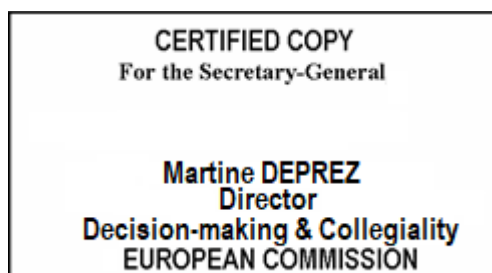 CERTIFIED COPY
For the Secretary-General
Martine DEPREZ
Director
Decision-making & Collegiality
EUROPEAN COMMISSION